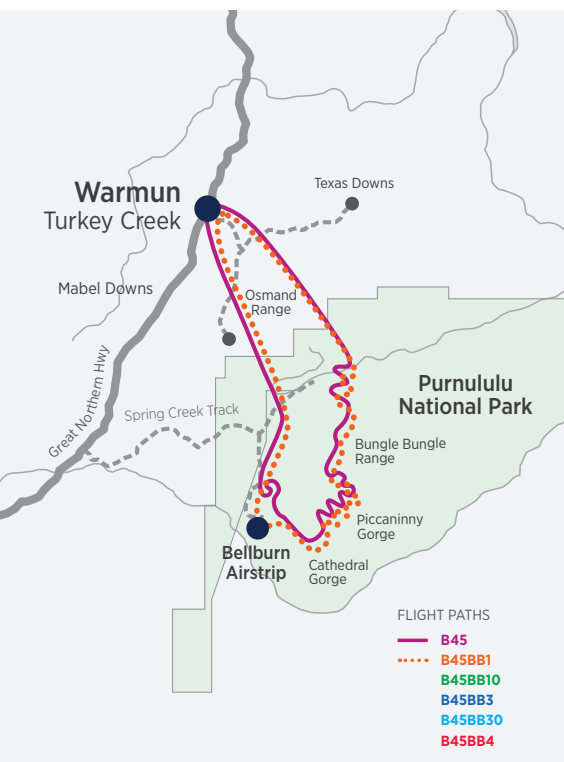 Texas Downs
Warmun
Turkey Creek
Mabel Downs
Osmand
Range
Great Northern Hwy
Spring Creek Track
Purnululu
National Park
Bungle Bungle
Range
Piccaninny
Gorge
Bellburn
Airstrip
Cathedral
Gorge
FLIGHT PATHS
B45
B45BB1
B45BB10
B45BB3
B45BB30
B45BB4